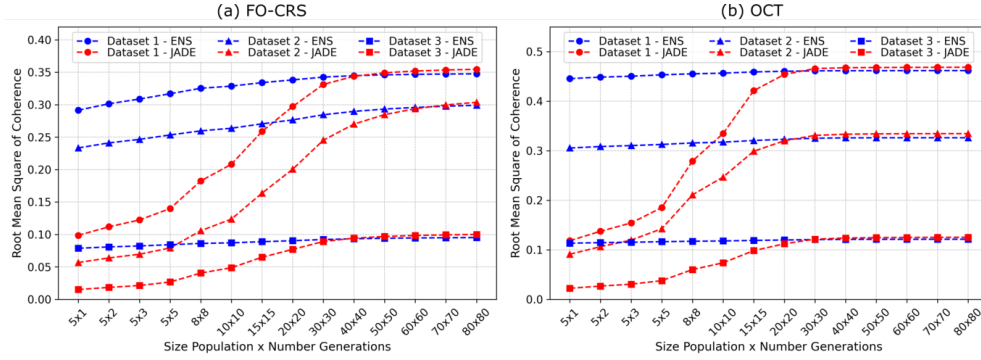 (a) FO-CRS
Dataset 1 - ENS
Dataset 1 - JADE
Dataset 2 - ENS
Dataset 2 - JADE
Dataset 3 - ENS
Dataset 3 - JADE
Root Mean Square of Coherence
0.40
0.35
0.30
0.25
0.20
0.15
0.10
0.05
0.00
5x1
5x2
5x3
5x5
8x8
10x10
15x15
20x20
30x30
40x40
50x50
60x60
70x70
80x80
Size Population x Number Generations
(b) OCT
Dataset 1 - ENS
Dataset 1 - JADE
Dataset 2 - ENS
Dataset 2 - JADE
Dataset 3 - ENS
Dataset 3 - JADE
Root Mean Square of Coherence
0.5
0.4
0.3
0.2
0.1
0.0
5x1
5x2
5x3
5x5
8x8
10x10
15x15
20x20
30x30
40x40
50x50
60x60
70x70
80x80
Size Population x Number Generations